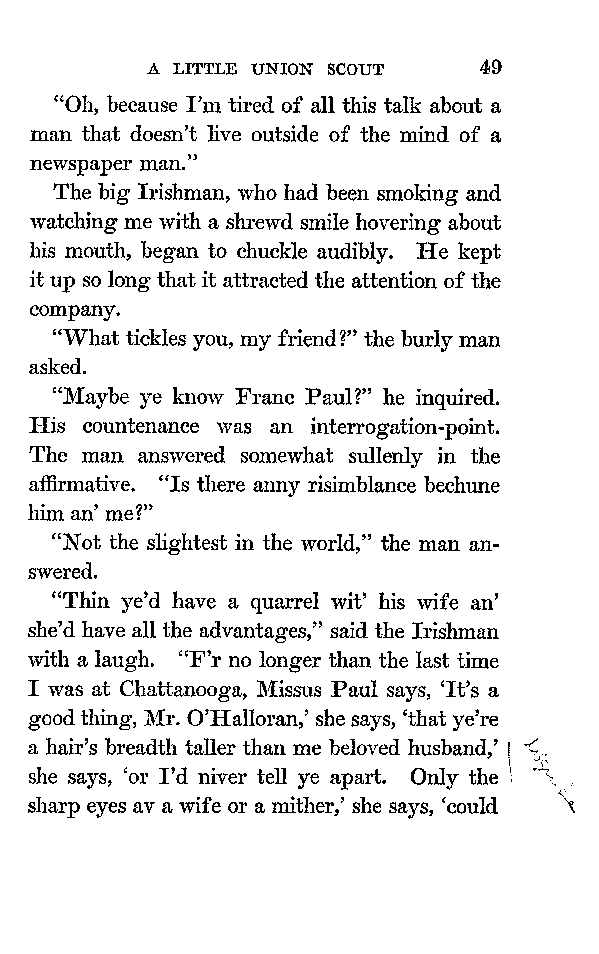 A LITTLE UNION SCOUT 49
"Oh, because I'm tired of all this talk about a
man that doesn't live outside of the mind of a
newspaper man."
The big Irishman, who had been smoking and
watching me with a shrewd smile hovering about
his mouth, began to chuckle audibly. He kept
it up so long that it attracted the attention of the
company.
"What tickles you, my friend?" the burly man
asked.
"Maybe ye know Franc Paul?" he inquired.
His countenance was an interrogation-point.
The man answered somewhat sullenly in the
affirmative. "Is there anny risimblance bechune
him an' me?"
"Not the slightest in the world," the man an-
swered.
"Thin ye'd have a quarrel wit' his wife an'
she'd have all the advantages," said the Irishman
with a laugh. "F'r no longer than the last time
I was at Chattanooga, Missus Paul says, 'It's a
good thing, Mr. O'Halloran,' she says, 'that ye're
a hair's breadth taller than me beloved husband,'
she says, 'or I'd niver tell ye apart. Only the
sharp eyes av a wife or a mither,' she says, 'could